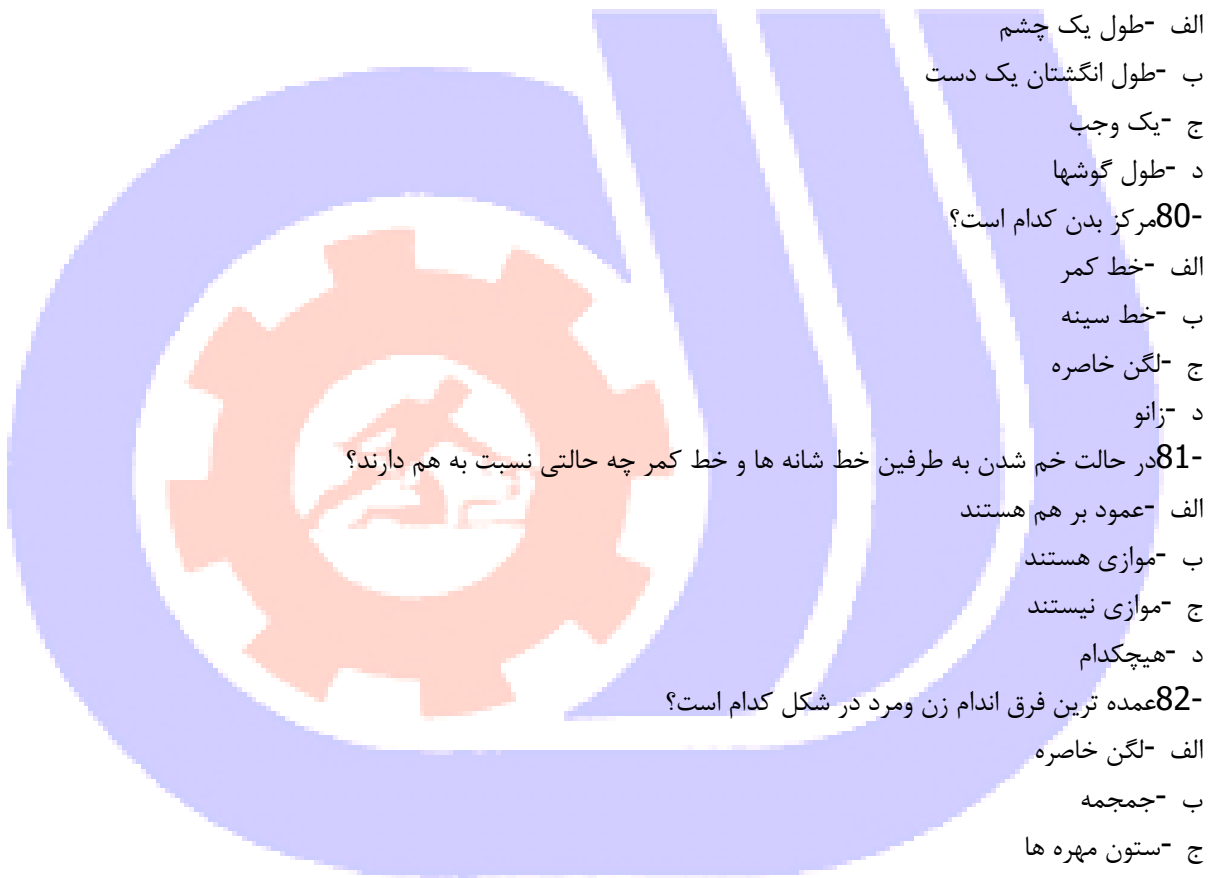 الف -طول یک چشم
ب -طول انگشتان یک دست
ج -یک وجب
د -طول گوشها
-80مرکز بدن کدام است؟
الف -خط کمر
ب -خط سینه
ج -لگن خاصره
د -زانو
-81در حالت خم شدن به طرفین خط شانه ها و خط کمر چه حالتی نسبت به هم دارند؟
الف -عمود بر هم هستند
ب -موازی هستند
ج -موازی نیستند
د -هیچکدام
-82عمده ترین فرق اندام زن ومرد در شکل کدام است؟
الف -لگن خاصره
ب -جمجمه
ج -ستون مهره ها